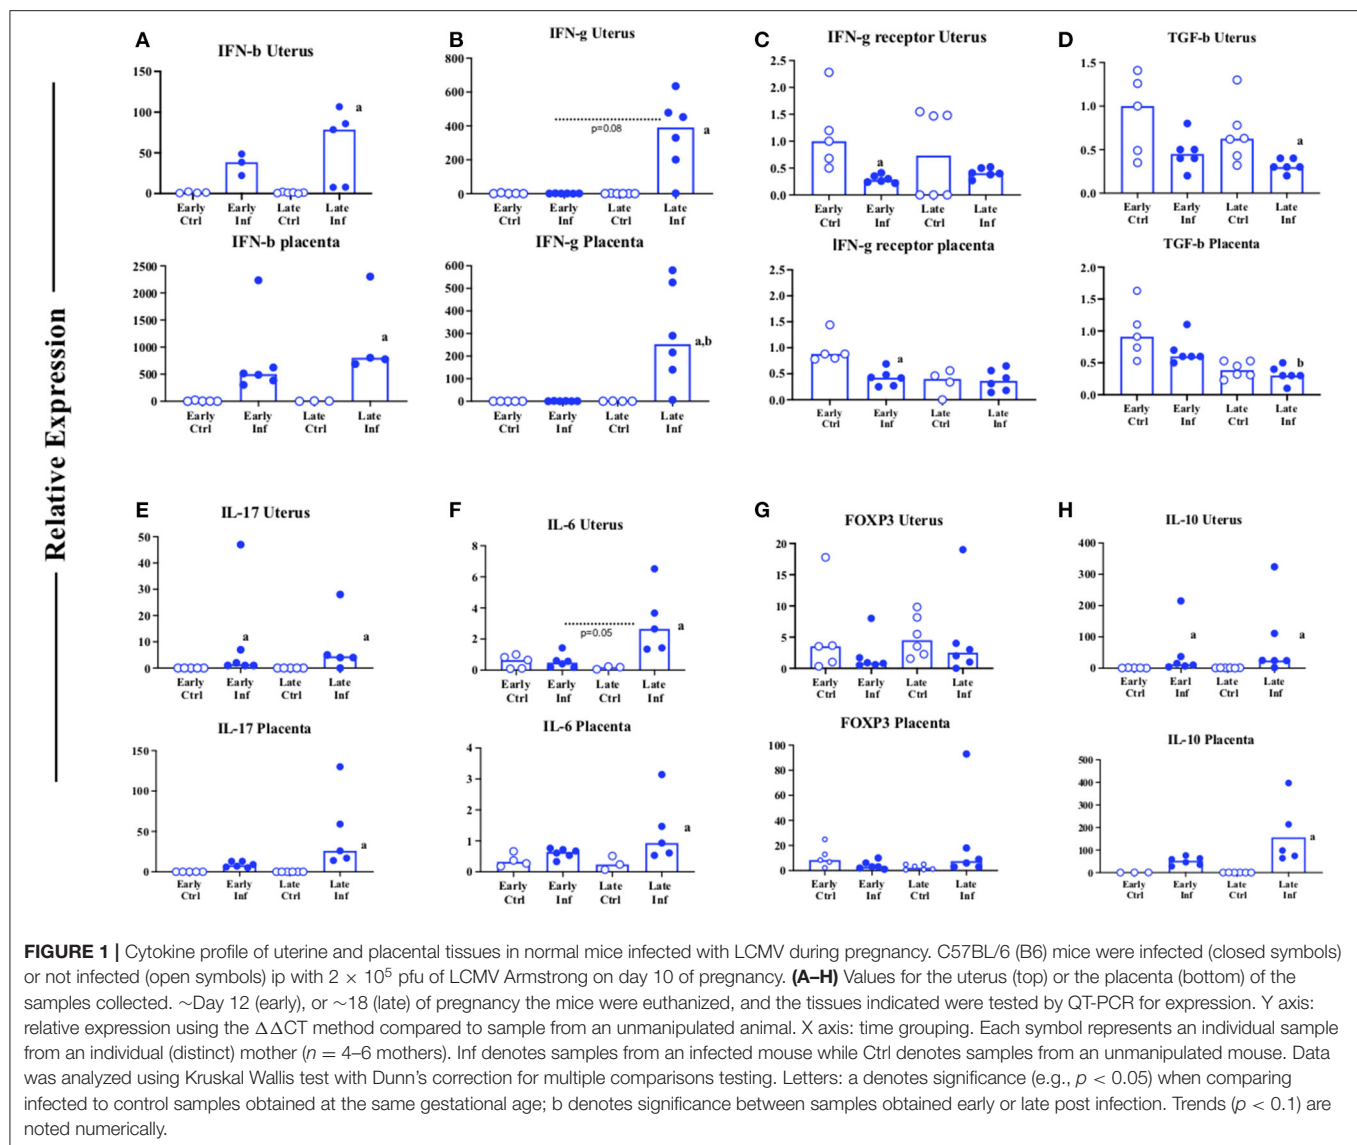 Relative Expression
A
IFN-b Uterus
150
100
50
0
a
Early Ctrl
Early Inf
Late Ctrl
Late Inf
IFN-b placenta
2500
2000
1500
1000
500
0
a
Early Ctrl
Early Inf
Late Ctrl
Late Inf
B
IFN-g Uterus
800
600
400
200
0
p=0.08
a
Early Ctrl
Early Inf
Late Ctrl
Late Inf
IFN-g Placenta
600
500
400
300
200
100
0
a,b
Early Ctrl
Early Inf
Late Ctrl
Late Inf
C
IFN-g receptor Uterus
2.5
2.0
1.5
1.0
0.5
0.0
a
Early Ctrl
Early Inf
Late Ctrl
Late Inf
IFN-g receptor placenta
2.5
2.0
1.5
1.0
0.5
0.0
a
Early Ctrl
Early Inf
Late Ctrl
Late Inf
D
TGF-b Uterus
1.5
1.0
0.5
0.0
a
Early Ctrl
Early Inf
Late Ctrl
Late Inf
TGF-b Placenta
2.0
1.5
1.0
0.5
0.0
b
Early Ctrl
Early Inf
Late Ctrl
Late Inf
E
IL-17 Uterus
50
40
30
20
10
0
a
a
Early Ctrl
Early Inf
Late Ctrl
Late Inf
IL-17 Placenta
150
100
50
0
a
Early Ctrl
Early Inf
Late Ctrl
Late Inf
F
IL-6 Uterus
8
6
4
2
0
p=0.05
a
Early Ctrl
Early Inf
Late Ctrl
Late Inf
IL-6 Placenta
4
3
2
1
0
a
Early Ctrl
Early Inf
Late Ctrl
Late Inf
G
FOXP3 Uterus
20
15
10
5
0
Early Ctrl
Early Inf
Late Ctrl
Late Inf
FOXP3 Placenta
100
80
60
40
20
0
Early Ctrl
Early Inf
Late Ctrl
Late Inf
H
IL-10 Uterus
400
300
200
100
0
a
a
Early Ctrl
Earl Inf
Late Ctrl
Late Inf
IL-10 Placenta
500
400
300
200
100
0
a
Early Ctrl
Early Inf
Late Ctrl
Late Inf
FIGURE 1 | Cytokine profile of uterine and placental tissues in normal mice infected with LCMV during pregnancy. C57BL/6 (B6) mice were infected (closed symbols)
or not infected (open symbols) ip with 2 × 10⁵ pfu of LCMV Armstrong on day 10 of pregnancy. (A–H) Values for the uterus (top) or the placenta (bottom) of the
samples collected. ∼Day 12 (early), or ∼18 (late) of pregnancy the mice were euthanized, and the tissues indicated were tested by QT-PCR for expression. Y axis:
relative expression using the ΔΔCT method compared to sample from an unmanipulated animal. X axis: time grouping. Each symbol represents an individual sample
from an individual (distinct) mother (n = 4–6 mothers). Inf denotes samples from an infected mouse while Ctrl denotes samples from an unmanipulated mouse. Data
was analyzed using Kruskal Wallis test with Dunn's correction for multiple comparisons testing. Letters: a denotes significance (e.g., p < 0.05) when comparing
infected to control samples obtained at the same gestational age; b denotes significance between samples obtained early or late post infection. Trends (p < 0.1) are
noted numerically.